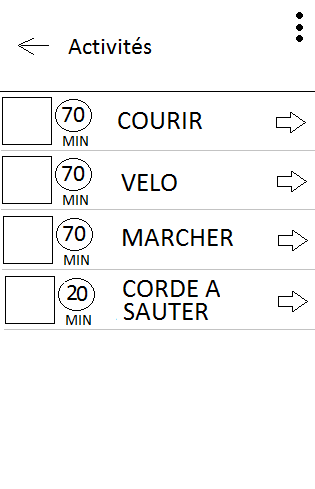 Activités
70 COURIR
MIN
70 VELO
MIN
70 MARCHER
MIN
20 CORDE A
SAUTER
MIN